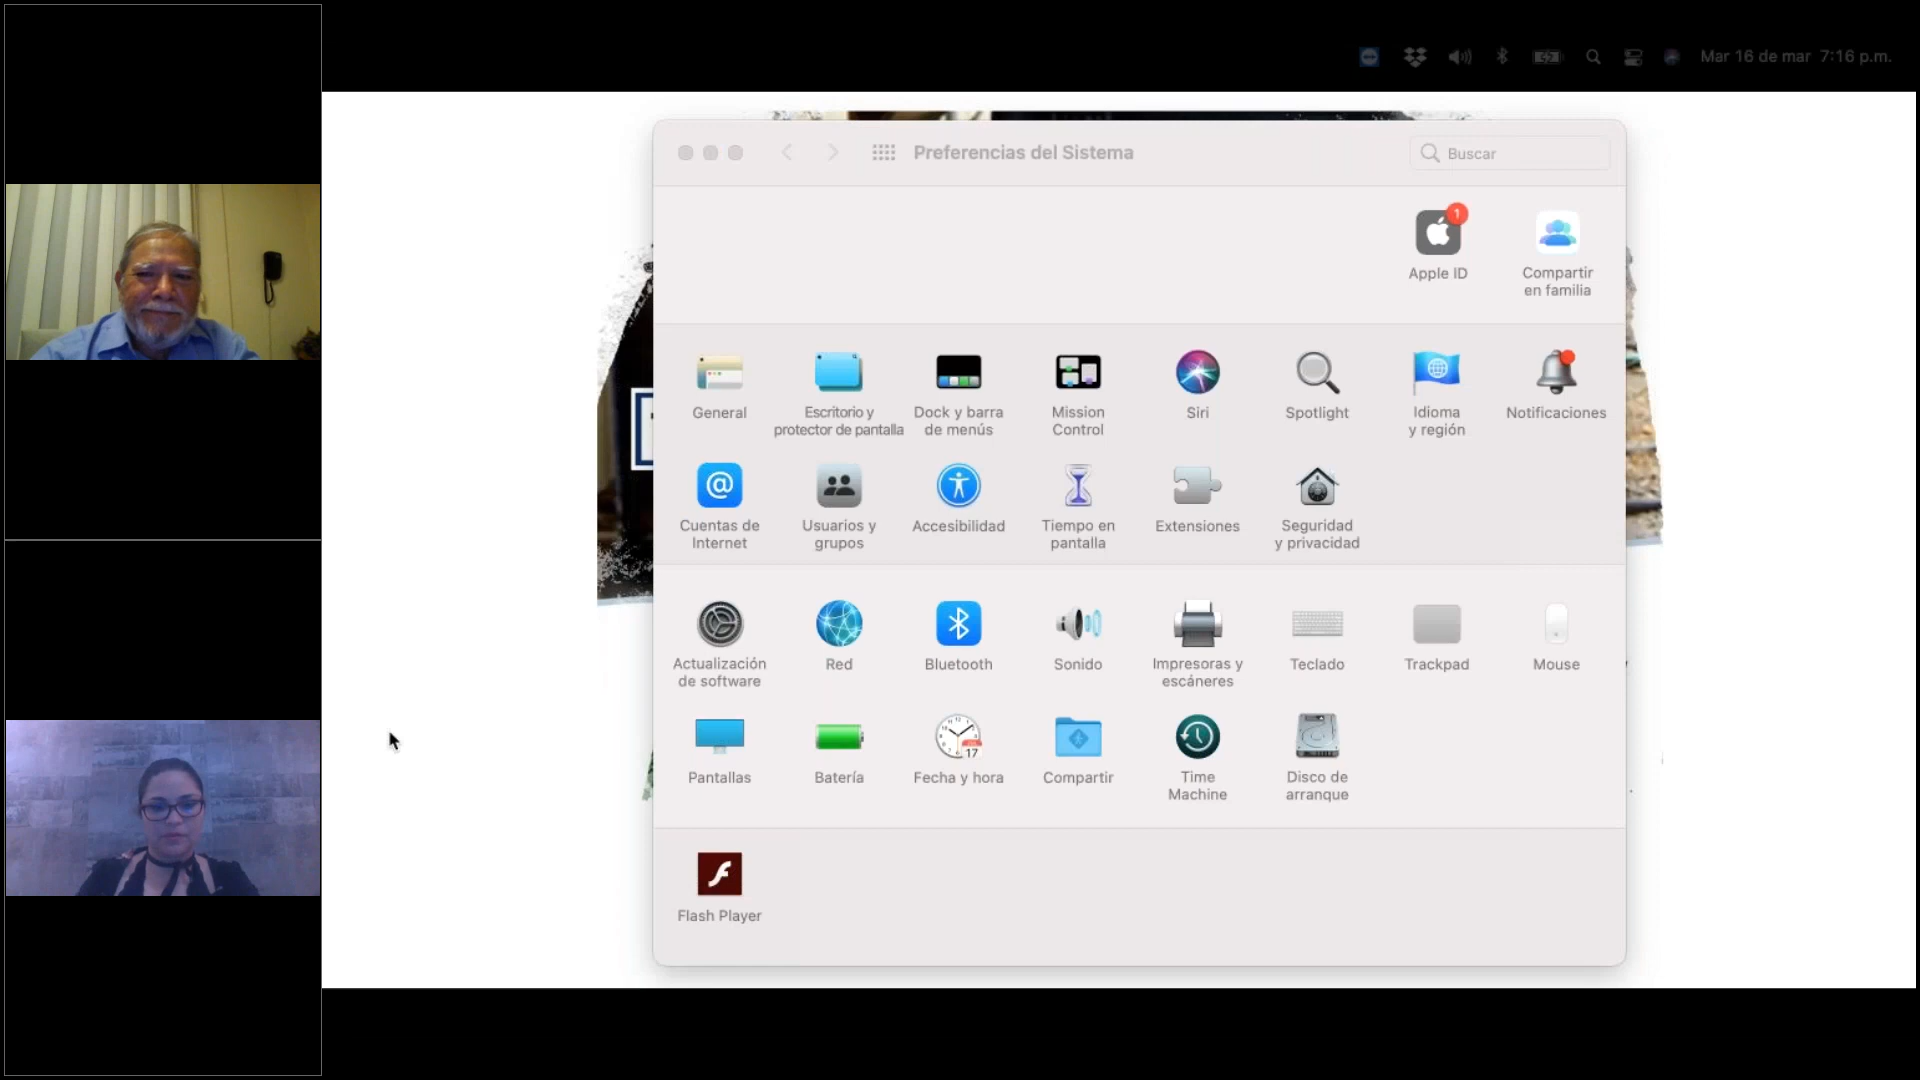 Mar 16 de mar 7:16 p.m.
Preferencias del Sistema
Buscar
1
Apple ID
Compartir
en familia
General
Escritorio y
protector de pantalla
Dock y barra
de menús
Mission
Control
Siri
Spotlight
Idioma
y región
Notificaciones
Cuentas de
Internet
Usuarios y
grupos
Accesibilidad
Tiempo en
pantalla
Extensiones
Seguridad
y privacidad
Actualización
de software
Red
Bluetooth
Sonido
Impresoras y
escáneres
Teclado
Trackpad
Mouse
Pantallas
Batería
17
Fecha y hora
Compartir
Time
Machine
Disco de
arranque
Flash Player